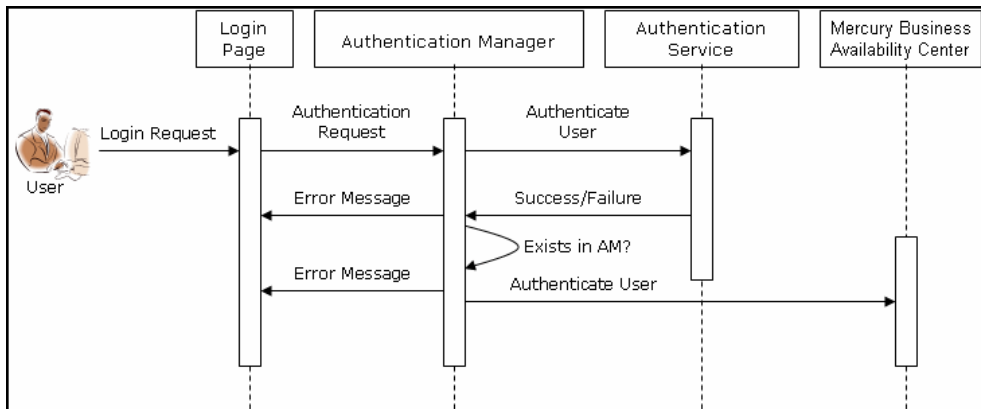 Login
Page
Authentication Manager
Authentication
Service
Mercury Business
Availability Center
Login Request
Authentication
Request
Authenticate
User
User
Error Message
Success/Failure
Exists in AM?
Error Message
Authenticate User